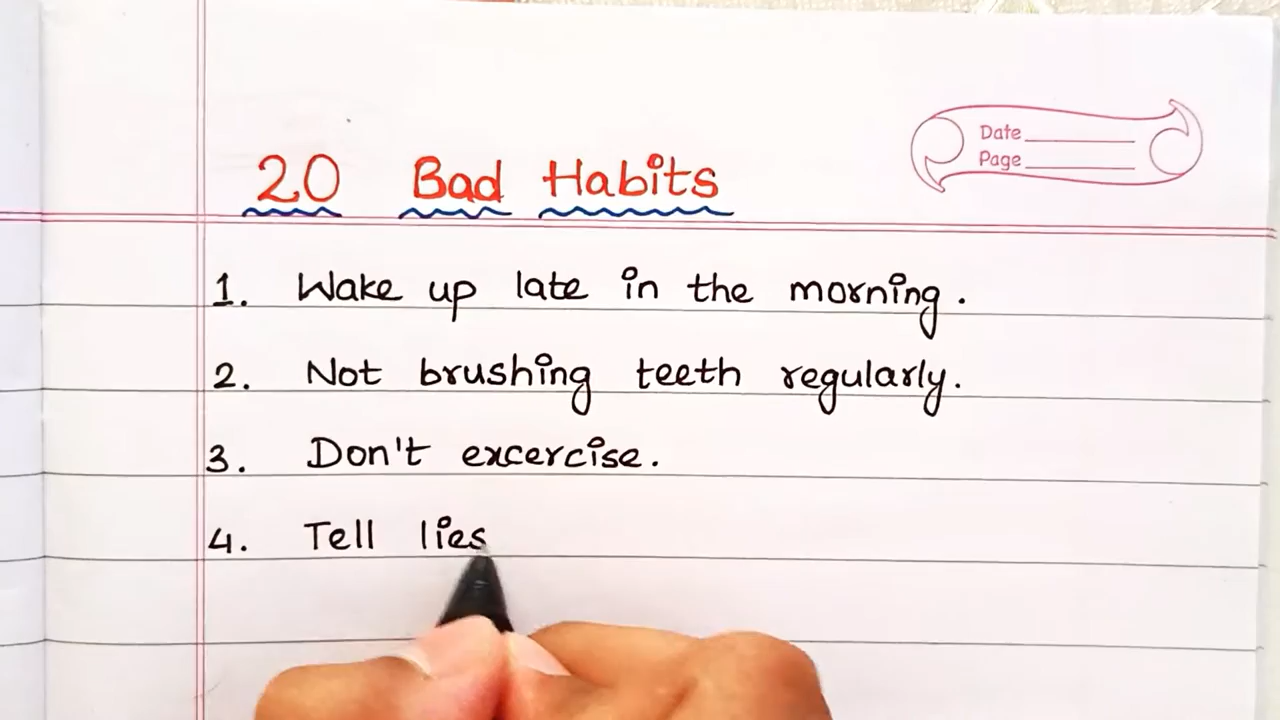 Date
Page
20 Bad Habits
1. Wake up late in the morning.
2. Not brushing teeth regularly.
3. Don't excercise.
4. Tell lies